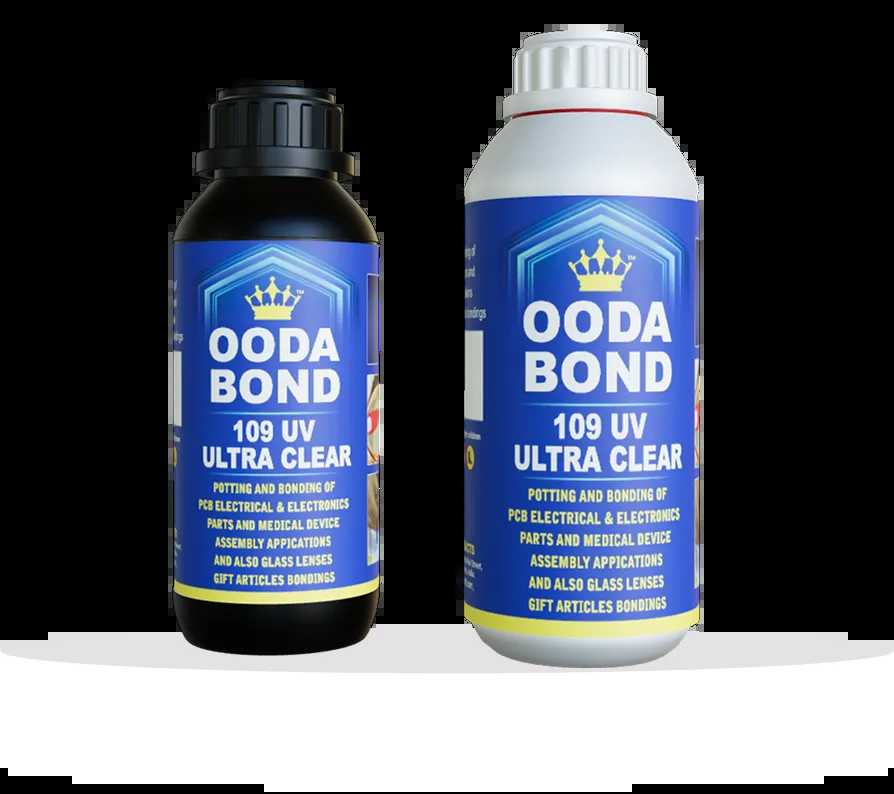 ™
OODA
BOND
109 UV
ULTRA CLEAR
POTTING AND BONDING OF
PCB ELECTRICAL & ELECTRONICS
PARTS AND MEDICAL DEVICE
ASSEMBLY APPICATIONS
AND ALSO GLASS LENSES
GIFT ARTICLES BONDINGS
™
OODA
BOND
109 UV
ULTRA CLEAR
POTTING AND BONDING OF
PCB ELECTRICAL & ELECTRONICS
PARTS AND MEDICAL DEVICE
ASSEMBLY APPICATIONS
AND ALSO GLASS LENSES
GIFT ARTICLES BONDINGS